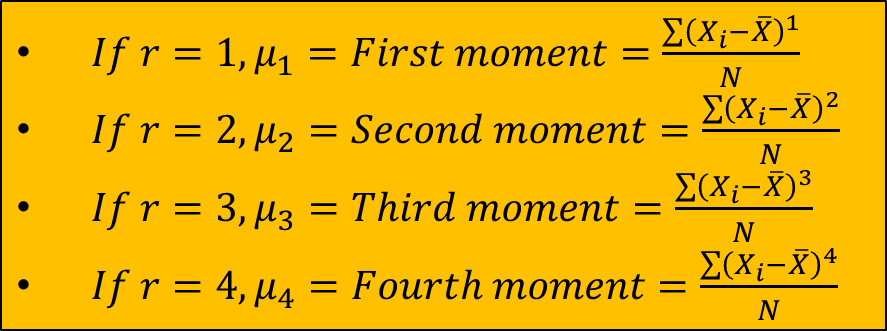 • If r = 1, μ₁ = First moment = ∑(Xᵢ−X̄)¹/N
• If r = 2, μ₂ = Second moment = ∑(Xᵢ−X̄)²/N
• If r = 3, μ₃ = Third moment = ∑(Xᵢ−X̄)³/N
• If r = 4, μ₄ = Fourth moment = ∑(Xᵢ−X̄)⁴/N